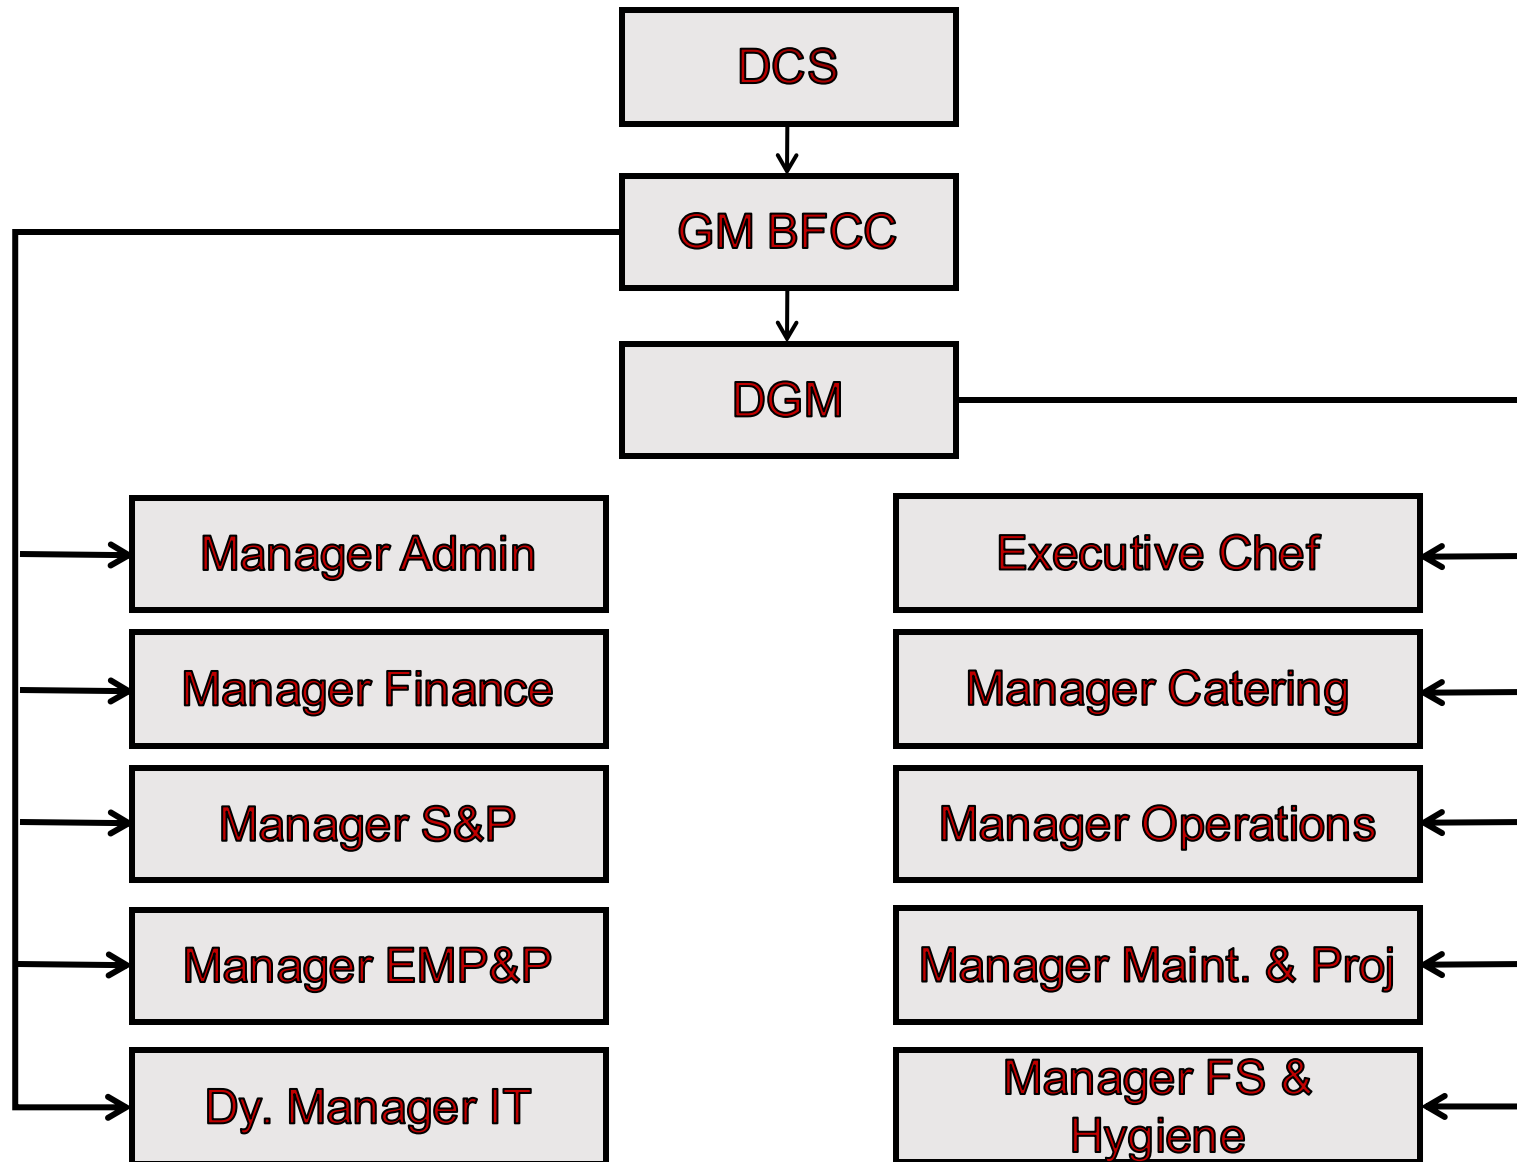 DCS
GM BFCC
DGM
Manager Admin
Manager Finance
Manager S&P
Manager EMP&P
Dy. Manager IT
Executive Chef
Manager Catering
Manager Operations
Manager Maint. & Proj
Manager FS &
Hygiene